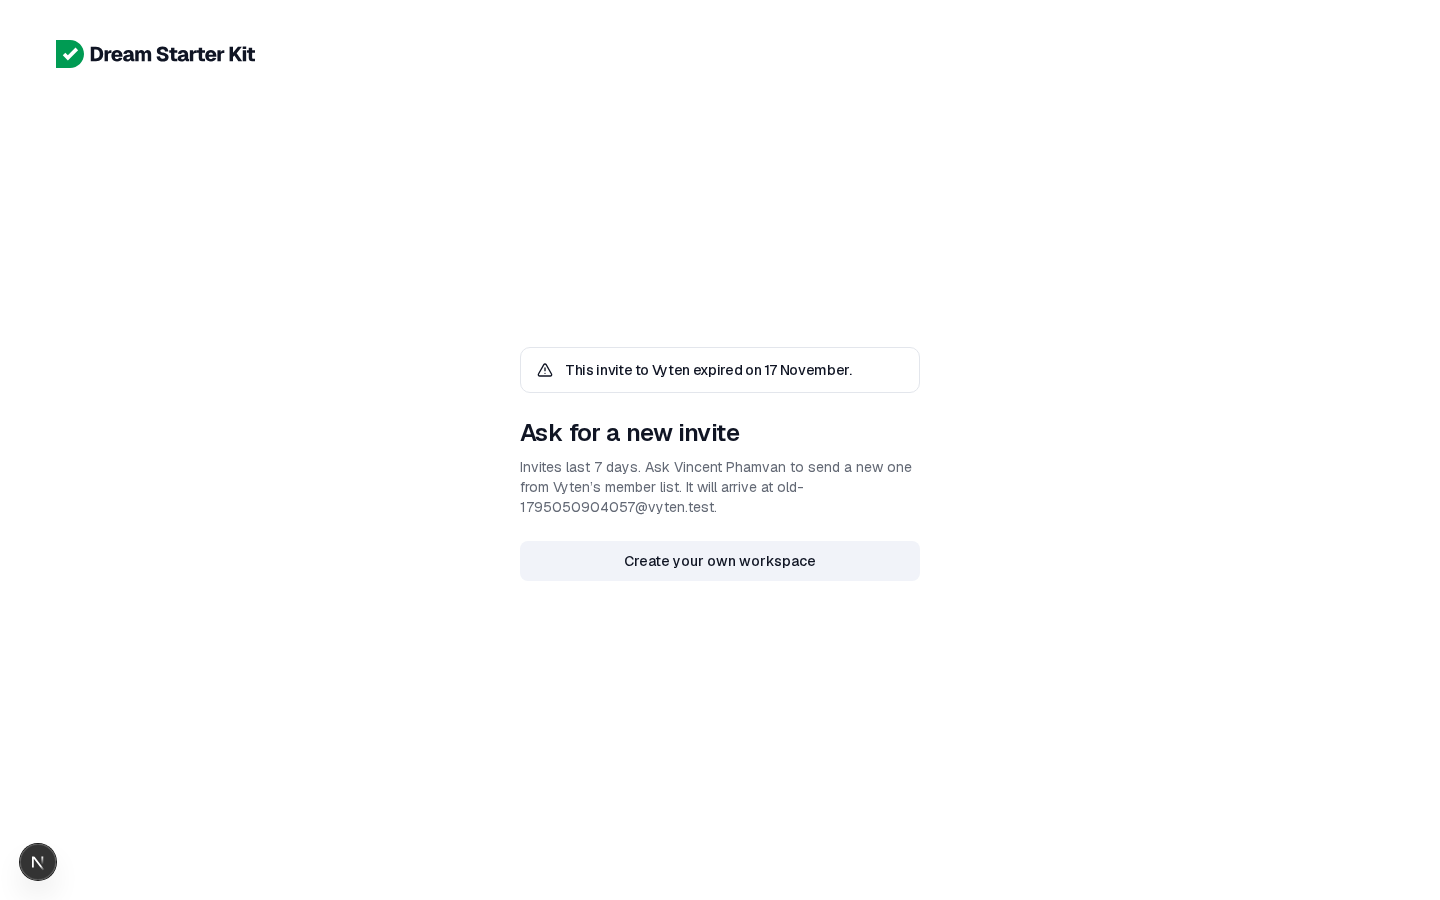 Dream Starter Kit
This invite to Vyten expired on 17 November.
Ask for a new invite
Invites last 7 days. Ask Vincent Phamvan to send a new one
from Vyten’s member list. It will arrive at old-
1795050904057@vyten.test.
Create your own workspace
N